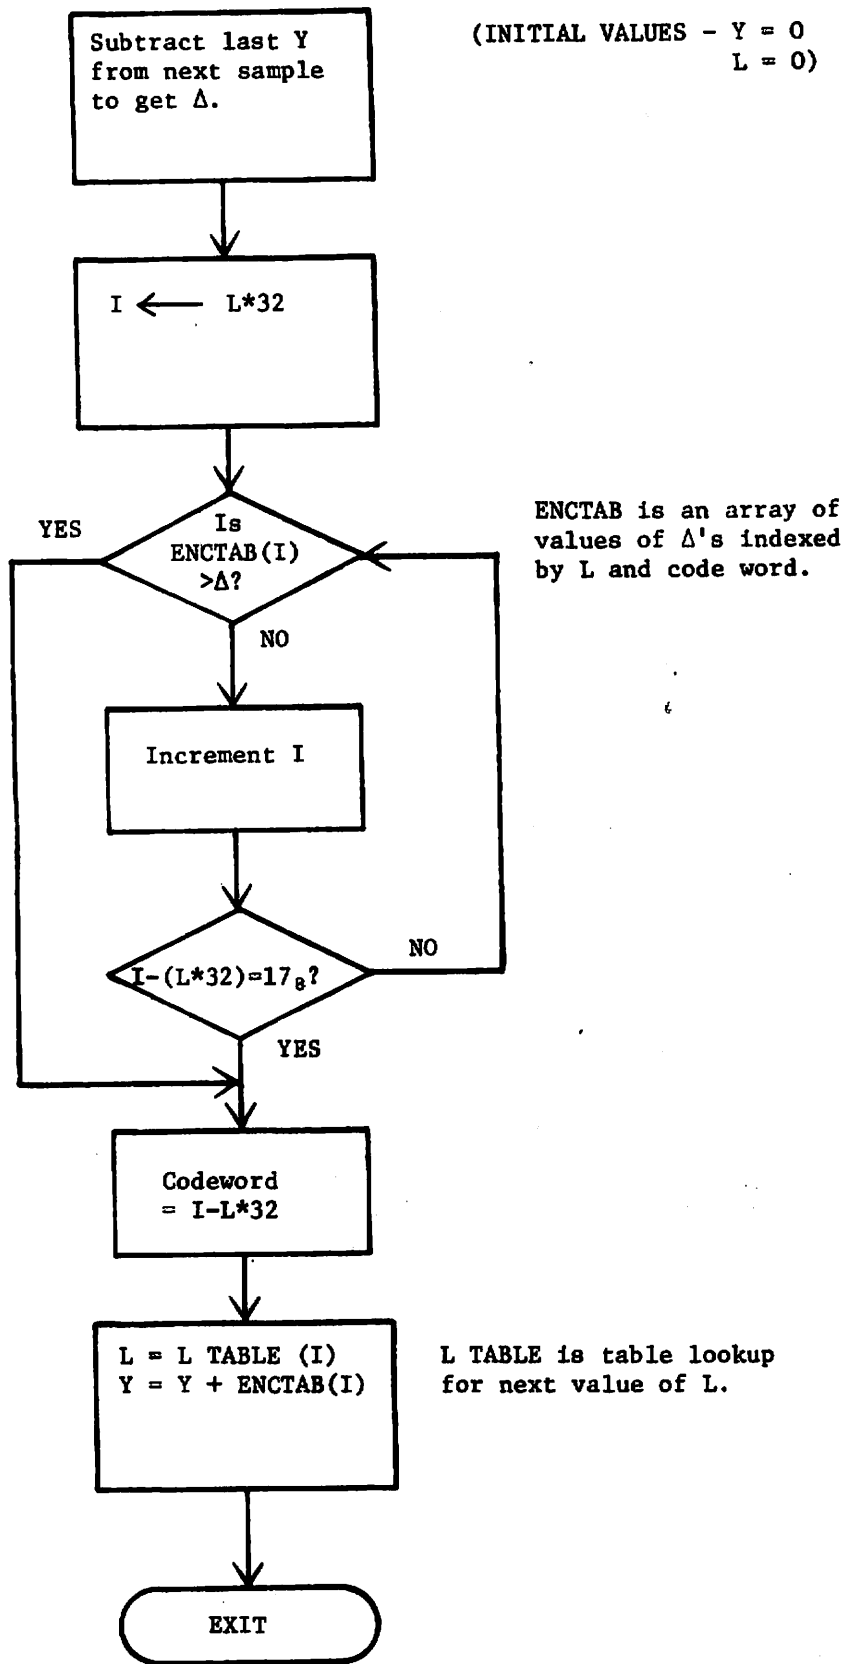 Subtract last Y
from next sample
to get Δ.
(INITIAL VALUES - Y = 0
L = 0)
I ← L*32
Is
ENCTAB(I)
>Δ?
YES
NO
ENCTAB is an array of
values of Δ's indexed
by L and code word.
Increment I
I-(L*32)=17₈?
NO
YES
Codeword
= I-L*32
L = L TABLE (I)
Y = Y + ENCTAB(I)
L TABLE is table lookup
for next value of L.
EXIT